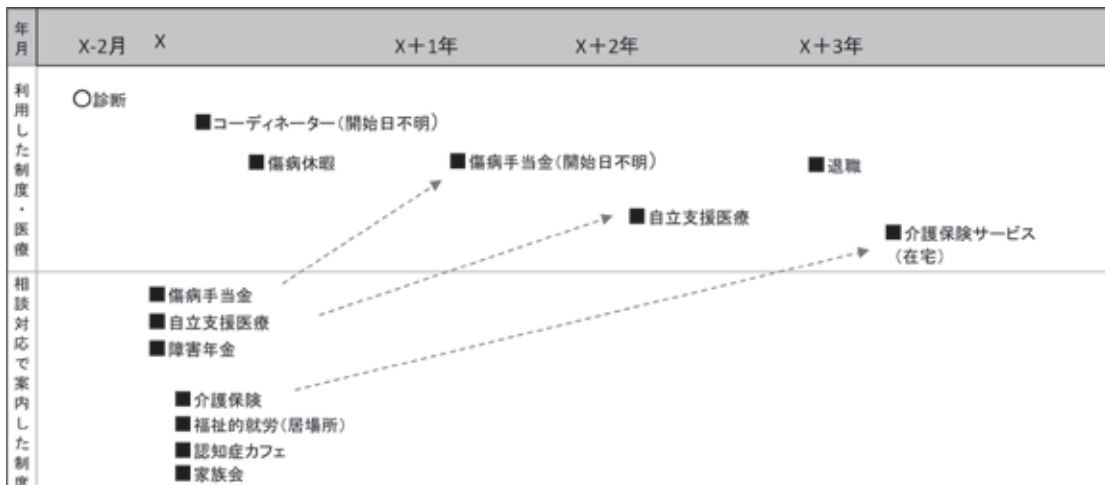 年月
X-2月
X
X＋1年
X＋2年
X＋3年
利用した制度・医療
○診断
■コーディネーター(開始日不明)
■傷病休暇
■傷病手当金(開始日不明)
■退職
■自立支援医療
■介護保険サービス
(在宅)
相談対応で案内した制度
■傷病手当金
■自立支援医療
■障害年金
■介護保険
■福祉的就労(居場所)
■認知症カフェ
■家族会